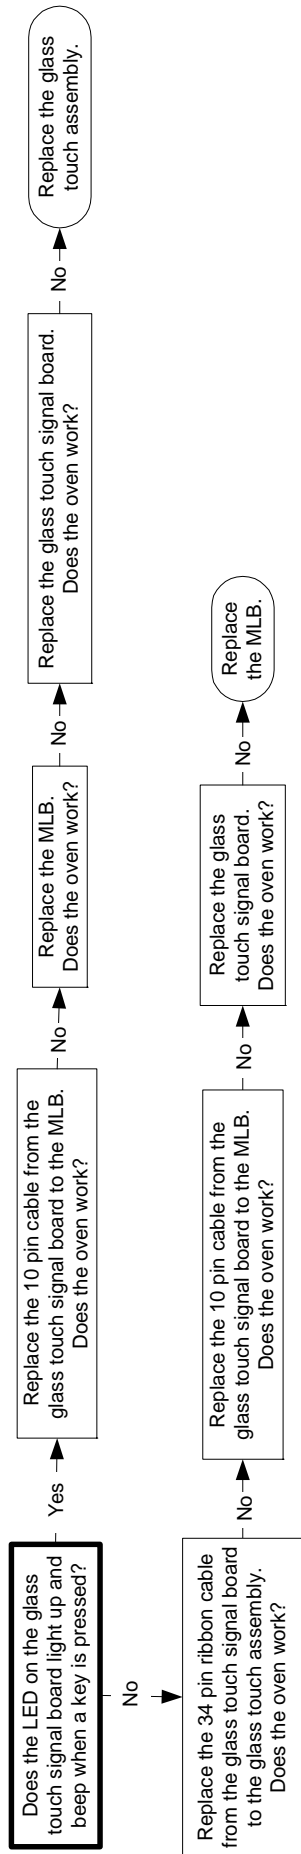 Does the LED on the glass
touch signal board light up and
beep when a key is pressed?
Yes
Replace the 10 pin cable from the
glass touch signal board to the MLB.
Does the oven work?
No
Replace the MLB.
Does the oven work?
No
Replace the glass touch signal board.
Does the oven work?
No
Replace the glass
touch assembly.
No
Replace the 34 pin ribbon cable
from the glass touch signal board
to the glass touch assembly.
Does the oven work?
No
Replace the 10 pin cable from the
glass touch signal board to the MLB.
Does the oven work?
No
Replace the glass
touch signal board.
Does the oven work?
No
Replace
the MLB.